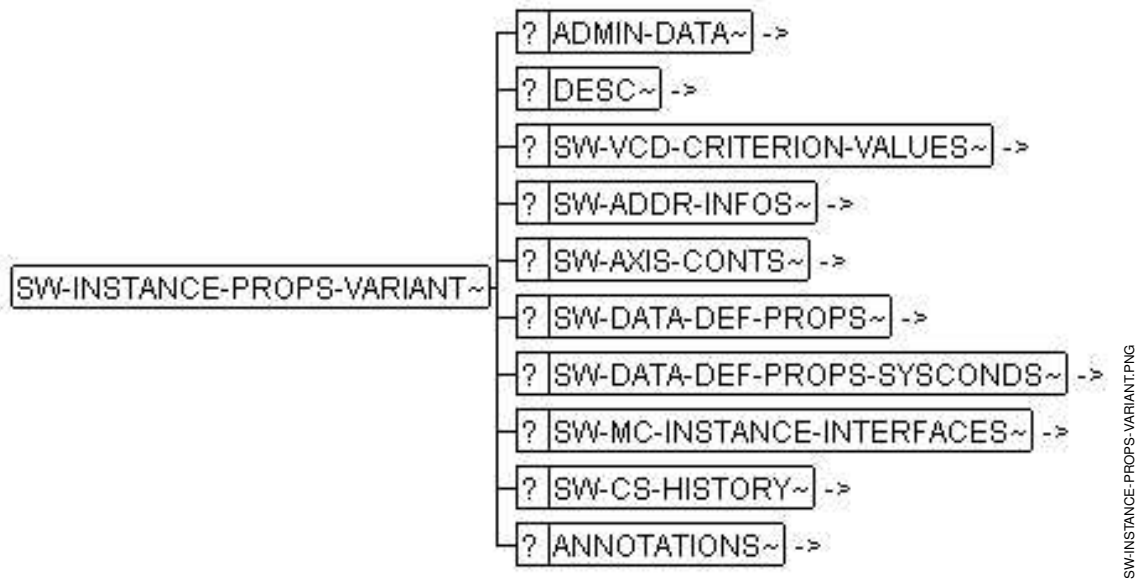 ? ADMIN-DATA~ ->
? DESC~ ->
? SW-VCD-CRITERION-VALUES~ ->
? SW-ADDR-INFOS~ ->
? SW-AXIS-CONTS~ ->
SW-INSTANCE-PROPS-VARIANT~
? SW-DATA-DEF-PROPS~ ->
? SW-DATA-DEF-PROPS-SYSCONDS~ ->
? SW-MC-INSTANCE-INTERFACES~ ->
? SW-CS-HISTORY~ ->
? ANNOTATIONS~ ->
SW-INSTANCE-PROPS-VARIANT.PNG